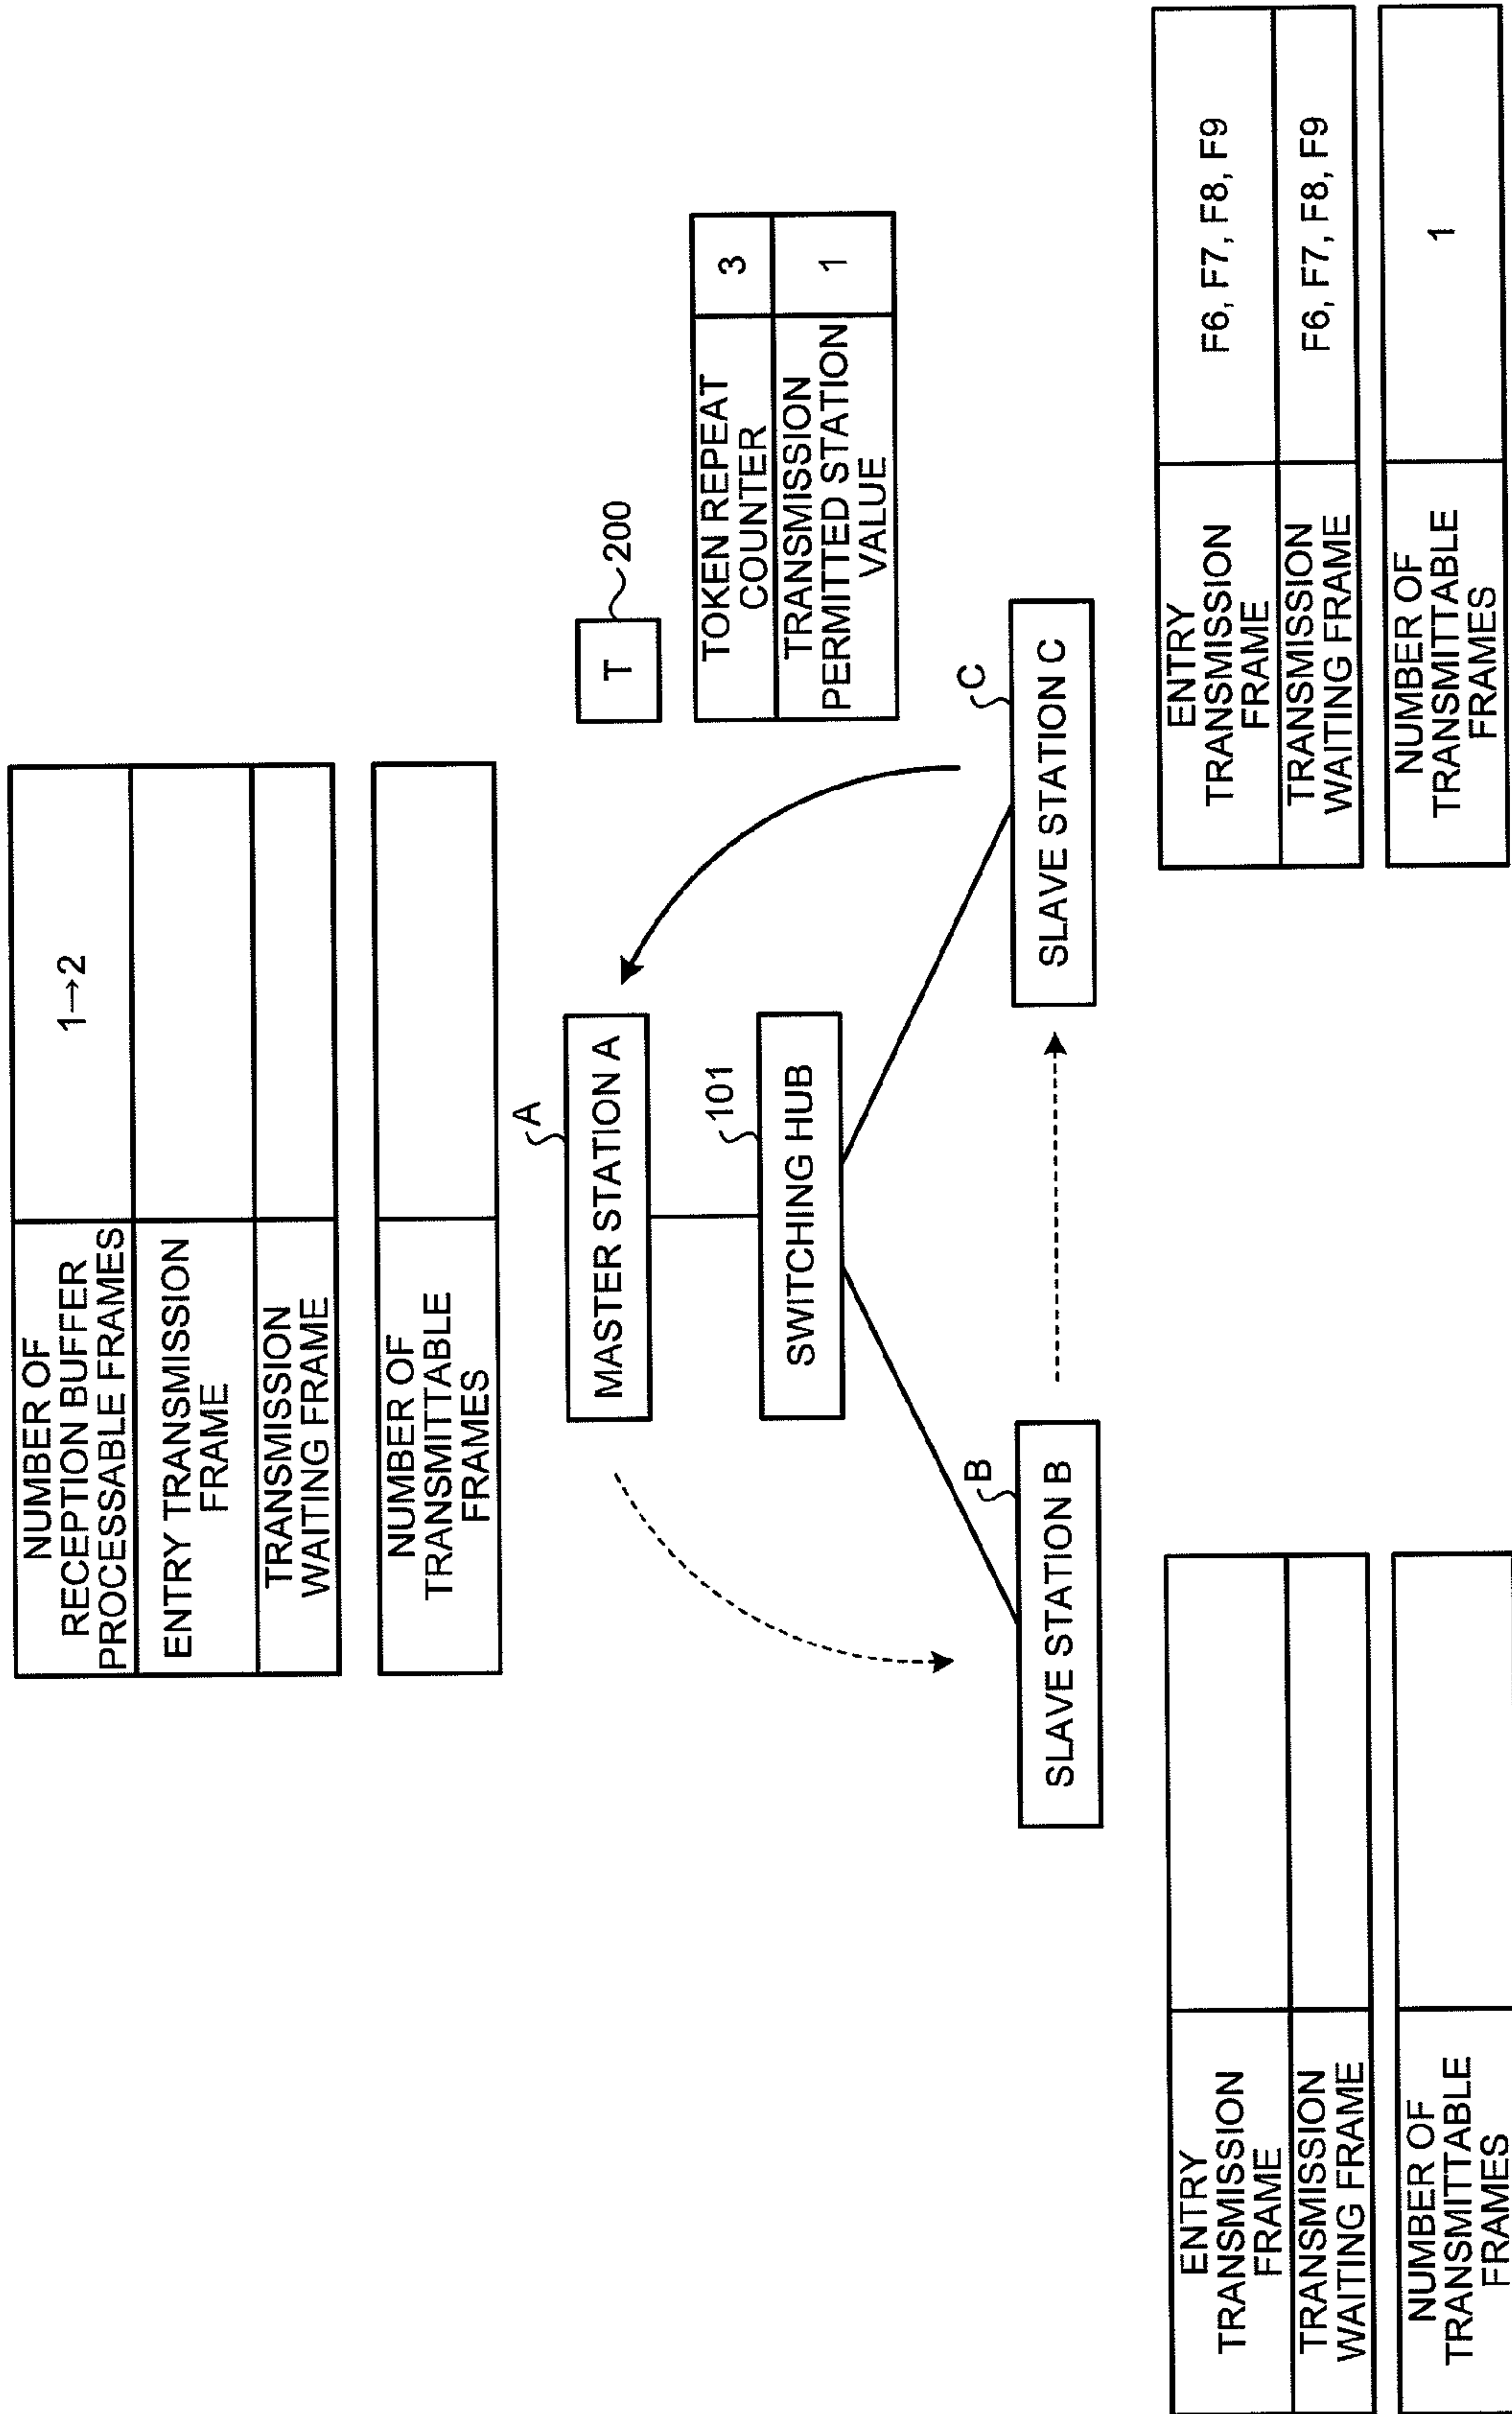 NUMBER OF
RECEPTION BUFFER
PROCESSABLE FRAMES
1→2
ENTRY TRANSMISSION
FRAME
TRANSMISSION
WAITING FRAME
NUMBER OF
TRANSMITTABLE
FRAMES
A
MASTER STATION A
T
200
TOKEN REPEAT
COUNTER
3
TRANSMISSION
PERMITTED STATION
VALUE
1
101
SWITCHING HUB
B
SLAVE STATION B
C
SLAVE STATION C
ENTRY
TRANSMISSION
FRAME
TRANSMISSION
WAITING FRAME
NUMBER OF
TRANSMITTABLE
FRAMES
ENTRY
TRANSMISSION
FRAME
F6, F7, F8, F9
TRANSMISSION
WAITING FRAME
F6, F7, F8, F9
NUMBER OF
TRANSMITTABLE
FRAMES
1